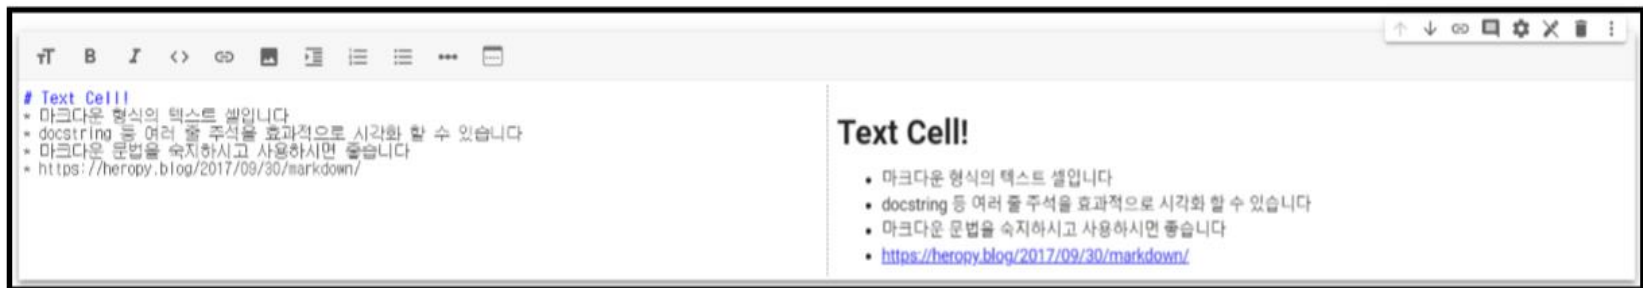 # Text Cell!
* 마크다운 형식의 텍스트 셀입니다
* docstring 등 여러 줄 주석을 효과적으로 시각화 할 수 있습니다
* 마크다운 문법을 숙지하시고 사용하시면 좋습니다
* https://heropy.blog/2017/09/30/markdown/
Text Cell!
• 마크다운 형식의 텍스트 셀입니다
• docstring 등 여러 줄 주석을 효과적으로 시각화 할 수 있습니다
• 마크다운 문법을 숙지하시고 사용하시면 좋습니다
• https://heropy.blog/2017/09/30/markdown/